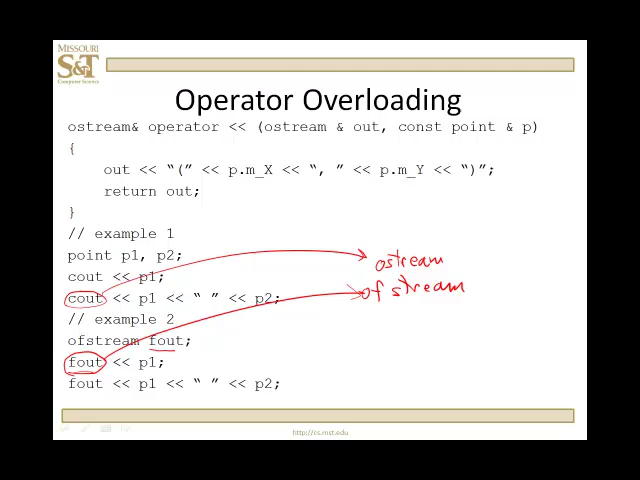 MISSOURI
S&T
Computer Science
Operator Overloading
ostream& operator << (ostream & out, const point & p)
{
out << “(” << p.m_X << “, ” << p.m_Y << “)”;
return out;
}
// example 1
point p1, p2;
cout << p1;
ostream
cout << p1 << “ ” << p2;
ofstream
// example 2
ofstream fout;
fout << p1;
fout << p1 << “ ” << p2;
http://cs.mst.edu